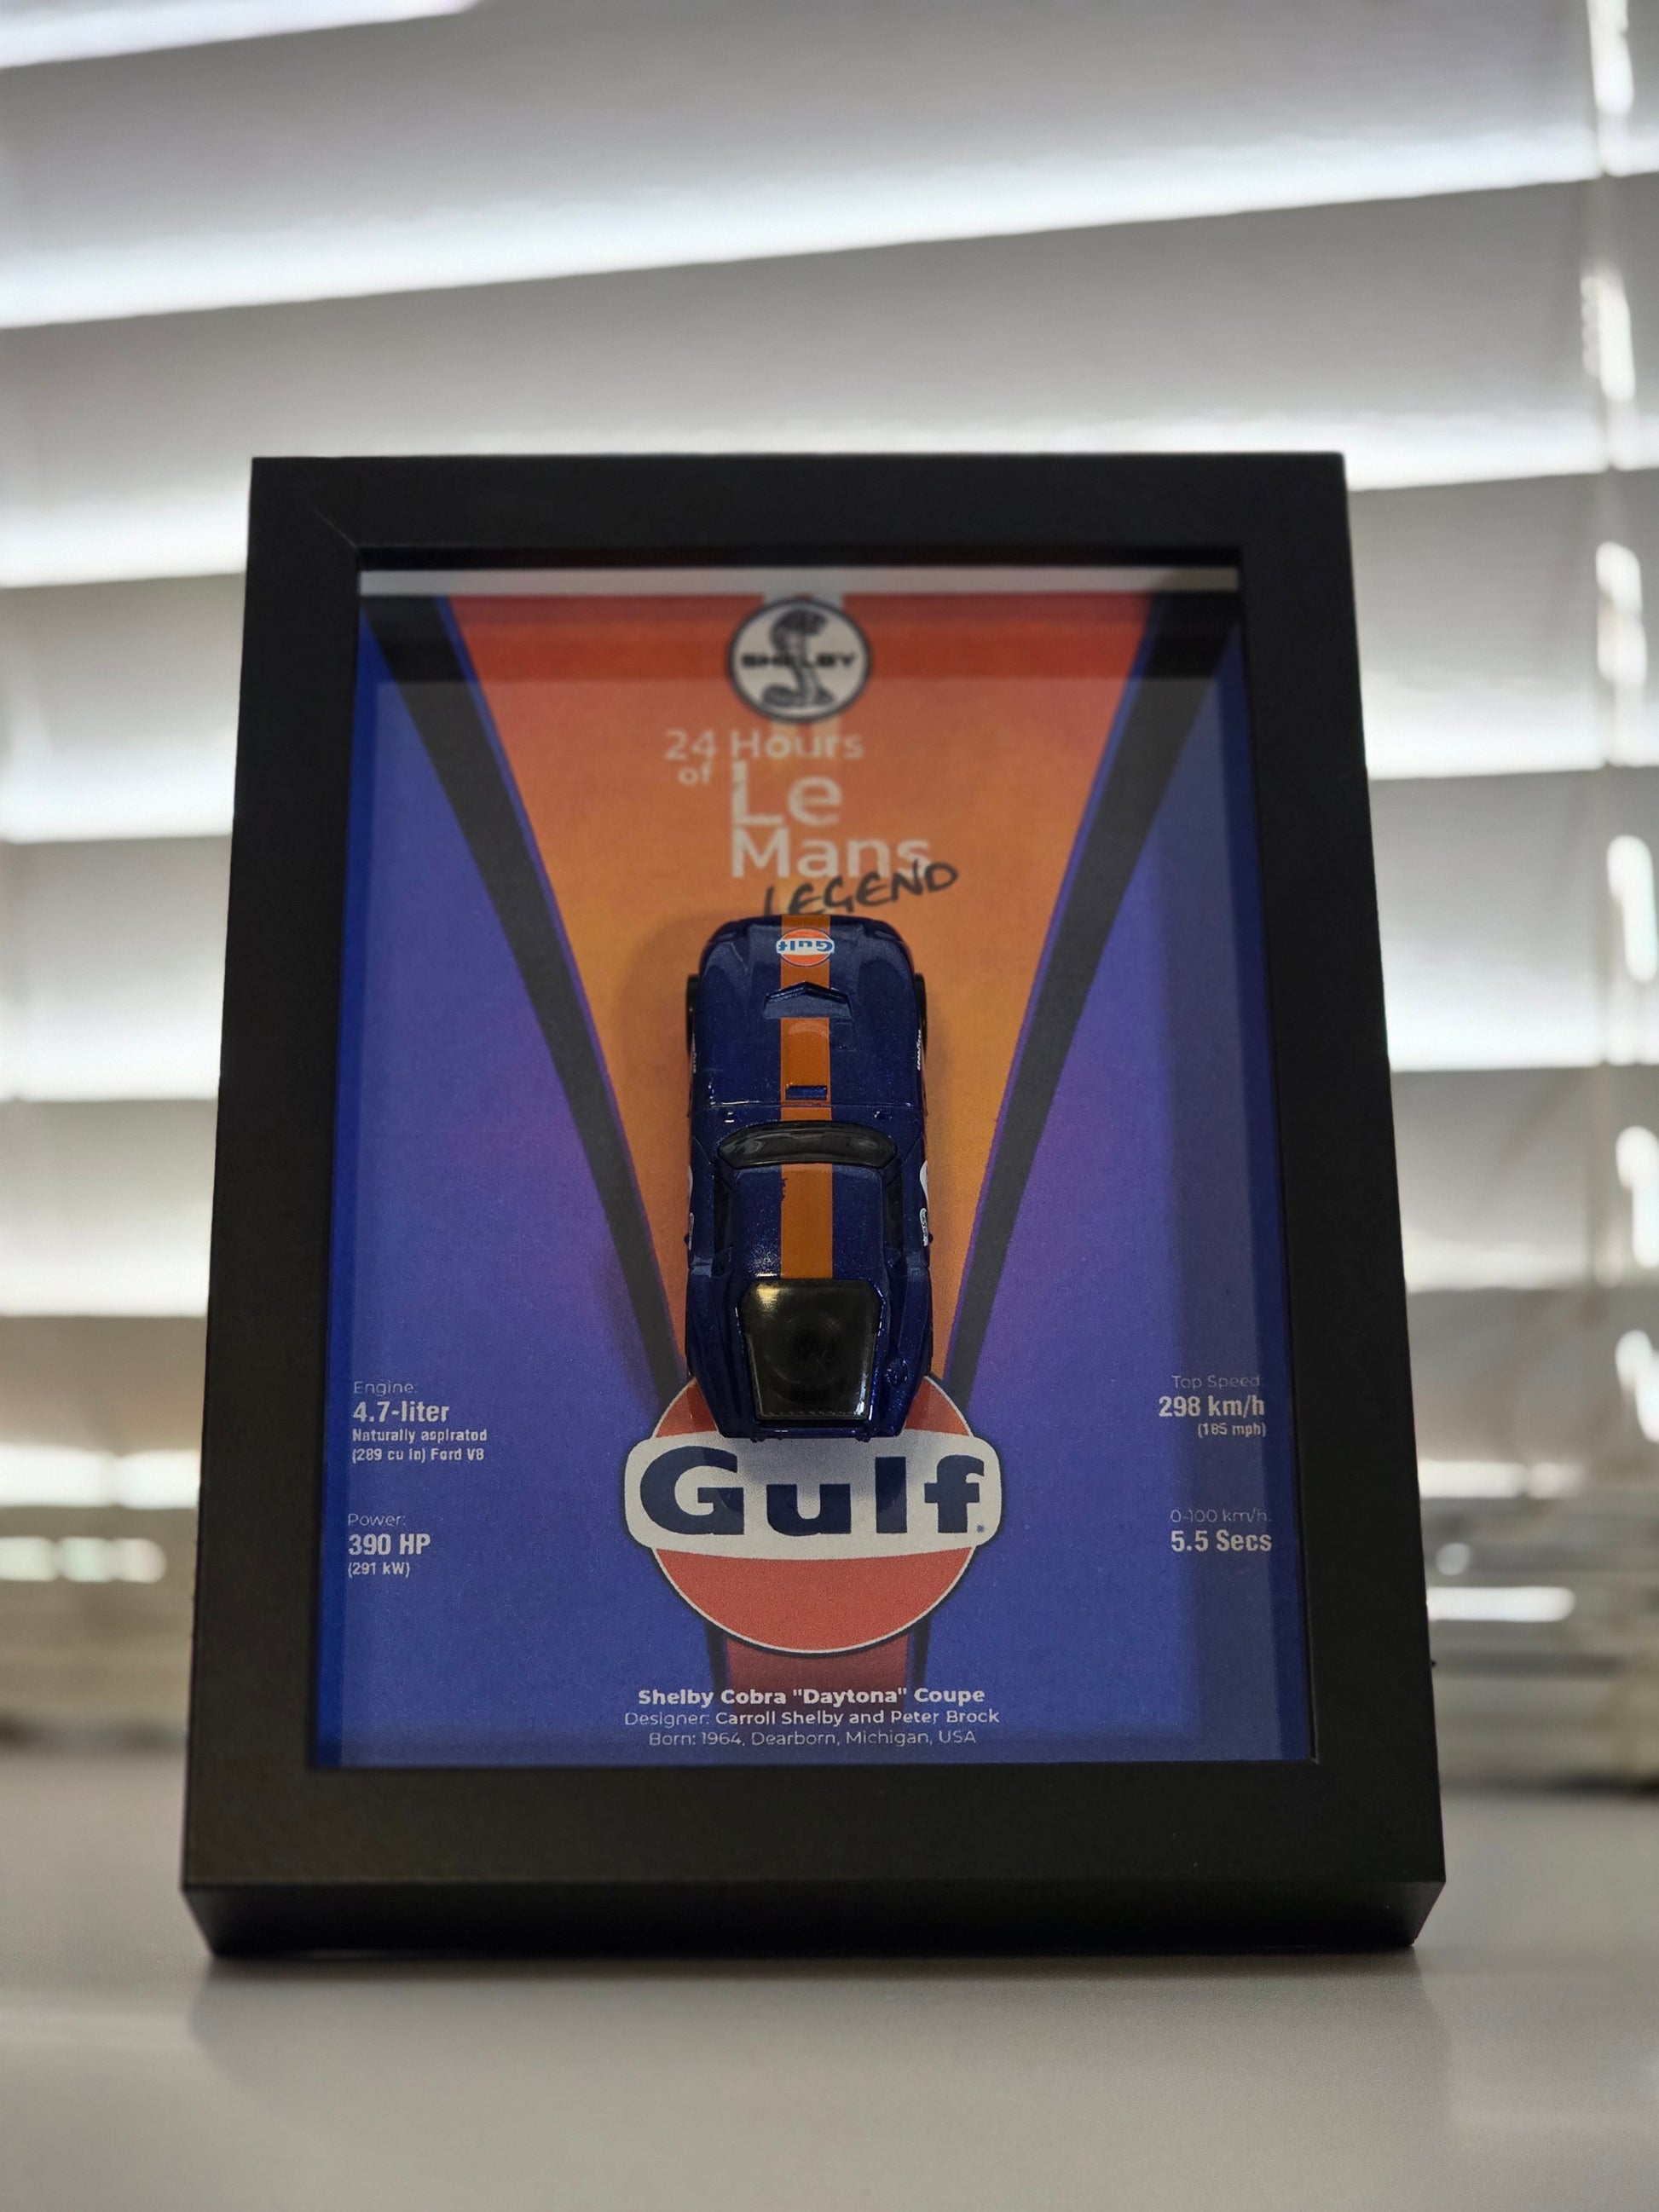 SHELBY
24 Hours
of Le
Mans
LEGEND
Gulf
Engine:
4.7-liter
Naturally aspirated
(289 cu in) Ford V8
Power:
390 HP
(291 kW)
Top Speed:
298 km/h
(185 mph)
0-100 km/h:
5.5 Secs
Gulf
Shelby Cobra "Daytona" Coupe
Designer: Carroll Shelby and Peter Brock
Born: 1964, Dearborn, Michigan, USA